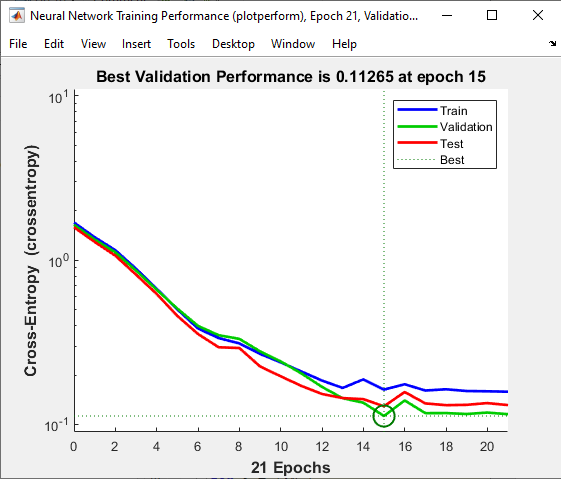 Neural Network Training Performance (plotperform), Epoch 21, Validatio...
File Edit View Insert Tools Desktop Window Help
Best Validation Performance is 0.11265 at epoch 15
Cross-Entropy (crossentropy)
10^1
10^0
10^-1
Train
Validation
Test
Best
0 2 4 6 8 10 12 14 16 18 20
21 Epochs